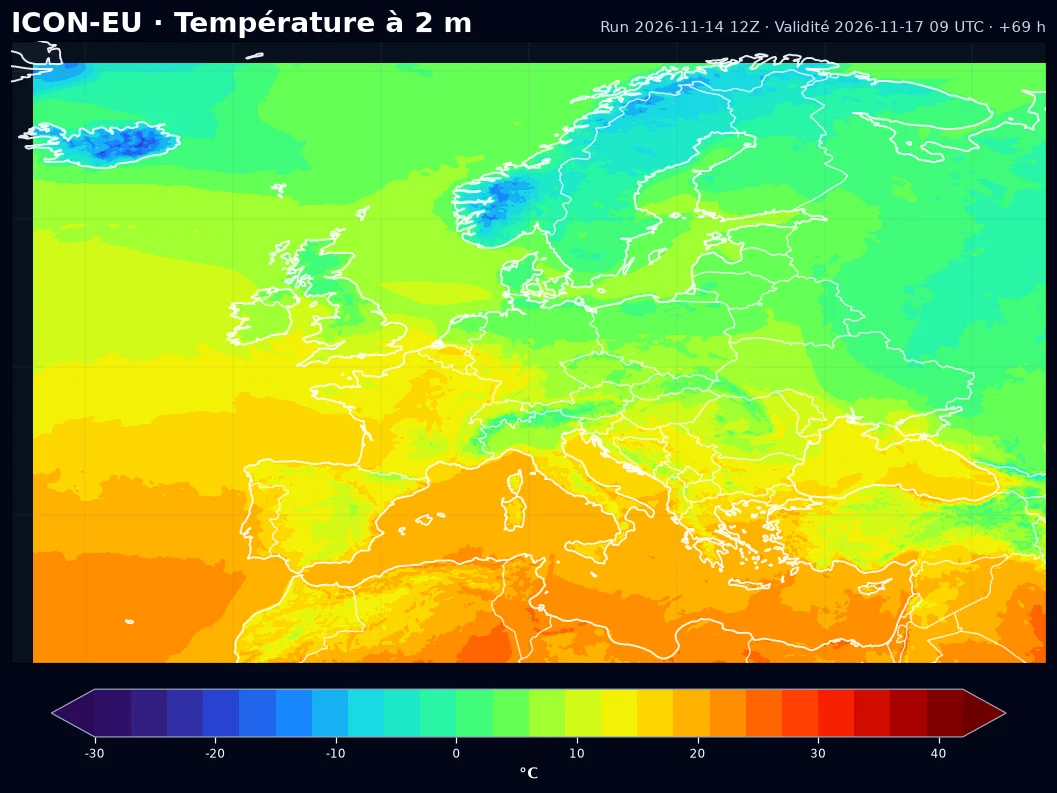 ICON-EU · Température à 2 m
Run 2026-11-14 12Z · Validité 2026-11-17 09 UTC · +69 h
-30 -20 -10 0 10 20 30 40
°C